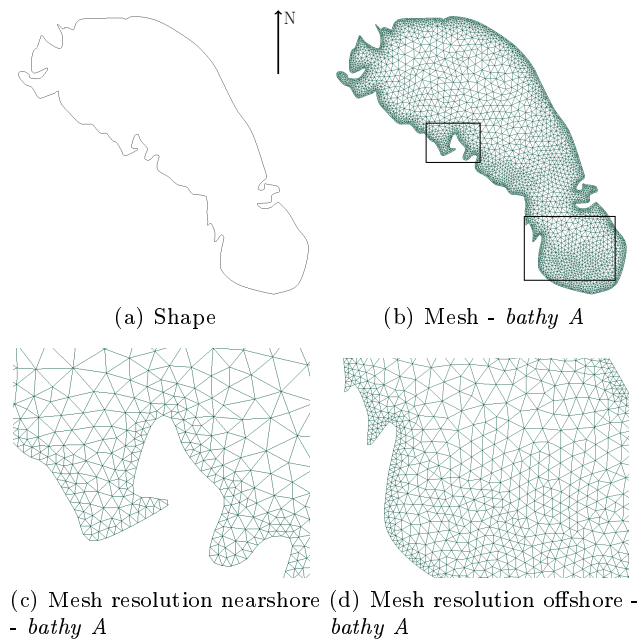 N
(a) Shape
(b) Mesh - bathy A
(c) Mesh resolution nearshore
- bathy A
(d) Mesh resolution offshore -
bathy A